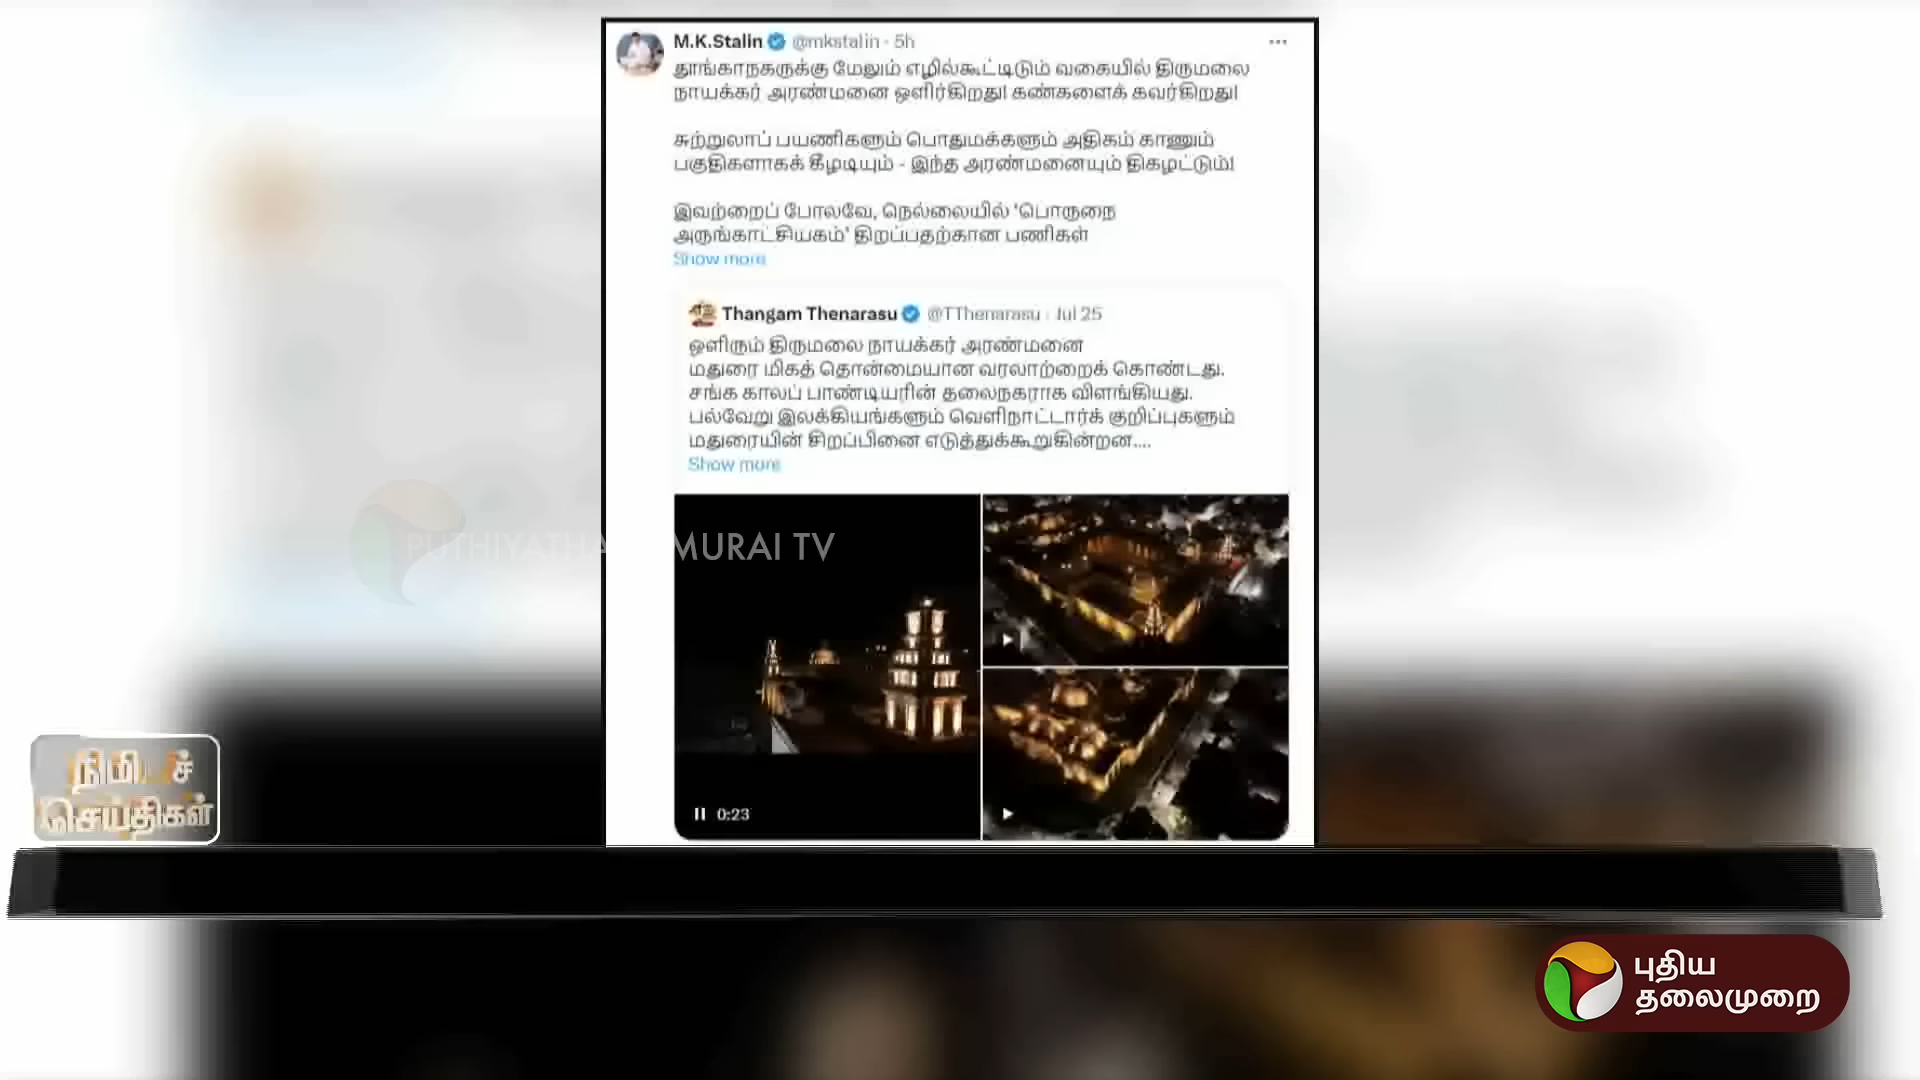 M.K.Stalin @mkstalin · 5h
தூங்காநகருக்கு மேலும் எழில்கூட்டிடும் வகையில் திருமலை
நாயக்கர் அரண்மனை ஒளிர்கிறது! கண்களைக் கவர்கிறது!
சுற்றுலாப் பயணிகளும் பொதுமக்களும் அதிகம் காணும்
பகுதிகளாகக் கீழடியும் - இந்த அரண்மனையும் திகழட்டும்!
இவற்றைப் போலவே, நெல்லையில் 'பொருநை
அருங்காட்சியகம்' திறப்பதற்கான பணிகள்
Show more
Thangam Thenarasu @TThenarasu · Jul 25
ஒளிரும் திருமலை நாயக்கர் அரண்மனை
மதுரை மிகத் தொன்மையான வரலாற்றைக் கொண்டது.
சங்க காலப் பாண்டியரின் தலைநகராக விளங்கியது.
பல்வேறு இலக்கியங்களும் வெளிநாட்டார்க் குறிப்புகளும்
மதுரையின் சிறப்பினை எடுத்துக்கூறுகின்றன....
Show more
MURAI TV
0:23
செய்திகள்
புதிய
தலைமுறை